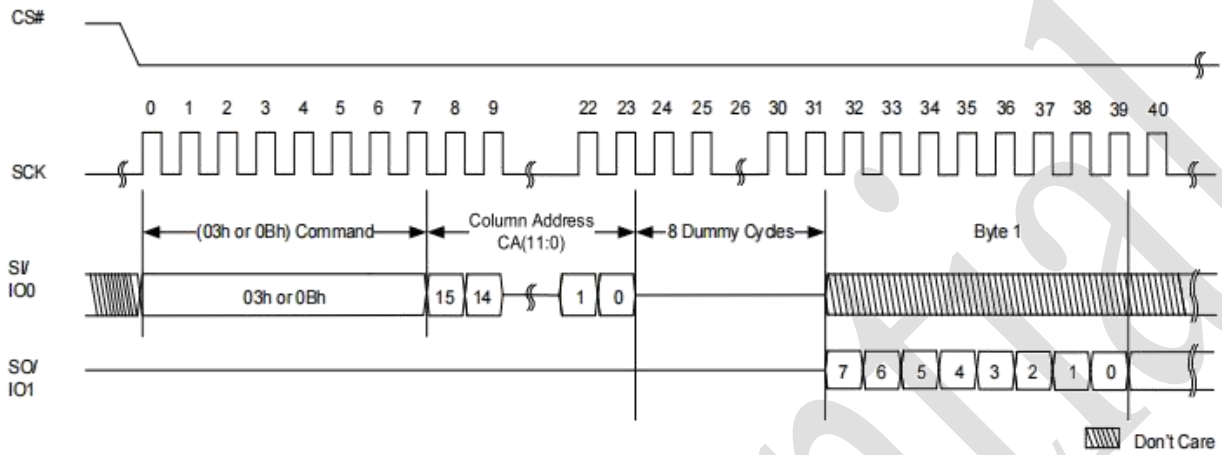 CS#
0 1 2 3 4 5 6 7 8 9 22 23 24 25 26 30 31 32 33 34 35 36 37 38 39 40
SCK
(03h or 0Bh) Command
Column Address
CA(11:0)
8 Dummy Cycles
Byte 1
SI/
IO0
03h or 0Bh 15 14 1 0
SO/
IO1
7 6 5 4 3 2 1 0
Don't Care